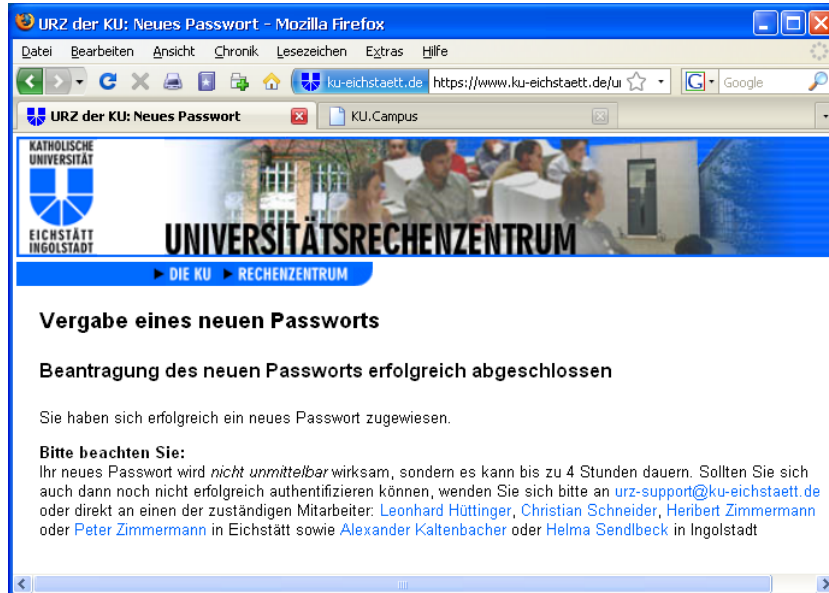 URZ der KU: Neues Passwort - Mozilla Firefox
Datei Bearbeiten Ansicht Chronik Lesezeichen Extras Hilfe
ku-eichstaett.de https://www.ku-eichstaett.de/ Google
URZ der KU: Neues Passwort KU.Campus
KATHOLISCHE
UNIVERSITÄT
EICHSTÄTT
INGOLSTADT
UNIVERSITÄTSRECHENZENTRUM
DIE KU RECHENZENTRUM
Vergabe eines neuen Passworts
Beantragung des neuen Passworts erfolgreich abgeschlossen
Sie haben sich erfolgreich ein neues Passwort zugewiesen.
Bitte beachten Sie:
Ihr neues Passwort wird nicht unmittelbar wirksam, sondern es kann bis zu 4 Stunden dauern. Sollten Sie sich
auch dann noch nicht erfolgreich authentifizieren können, wenden Sie sich bitte an urz-support@ku-eichstaett.de
oder direkt an einen der zuständigen Mitarbeiter: Leonhard Hüttinger, Christian Schneider, Heribert Zimmermann
oder Peter Zimmermann in Eichstätt sowie Alexander Kaltenbacher oder Helma Sendlbeck in Ingolstadt